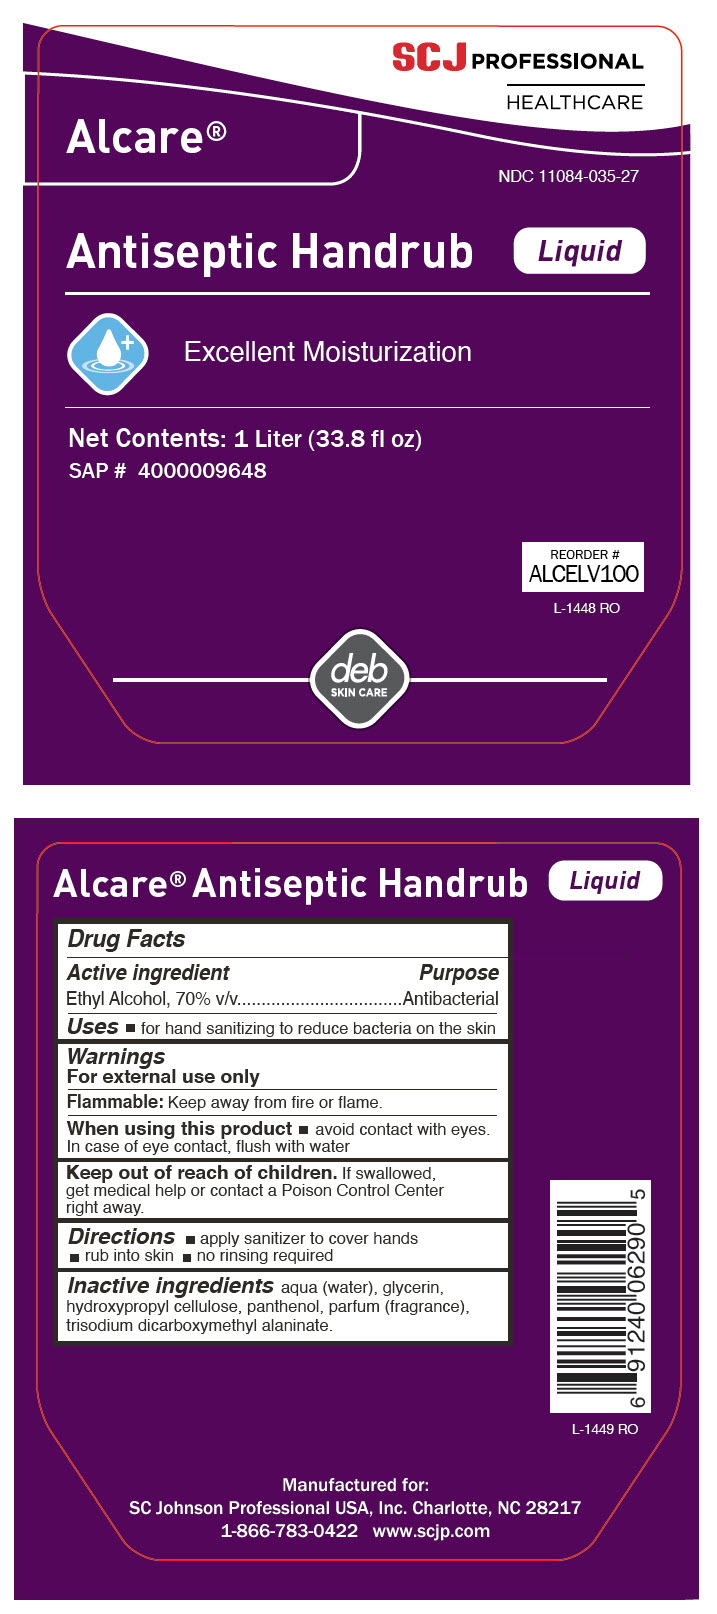 SCJ PROFESSIONAL
HEALTHCARE
Alcare®
NDC 11084-035-27
Antiseptic Handrub Liquid
Excellent Moisturization
Net Contents: 1 Liter (33.8 fl oz)
SAP # 4000009648
REORDER #
ALCELV100
L-1448 RO
deb
SKIN CARE
Alcare® Antiseptic Handrub Liquid
Drug Facts
Active ingredient Purpose
Ethyl Alcohol, 70% v/v..................................Antibacterial
Uses ■ for hand sanitizing to reduce bacteria on the skin
Warnings
For external use only
Flammable: Keep away from fire or flame.
When using this product ■ avoid contact with eyes.
In case of eye contact, flush with water
Keep out of reach of children. If swallowed,
get medical help or contact a Poison Control Center
right away.
Directions ■ apply sanitizer to cover hands
■ rub into skin ■ no rinsing required
Inactive ingredients aqua (water), glycerin,
hydroxypropyl cellulose, panthenol, parfum (fragrance),
trisodium dicarboxymethyl alaninate.
6 91240 06290 5
L-1449 RO
Manufactured for:
SC Johnson Professional USA, Inc. Charlotte, NC 28217
1-866-783-0422 www.scjp.com